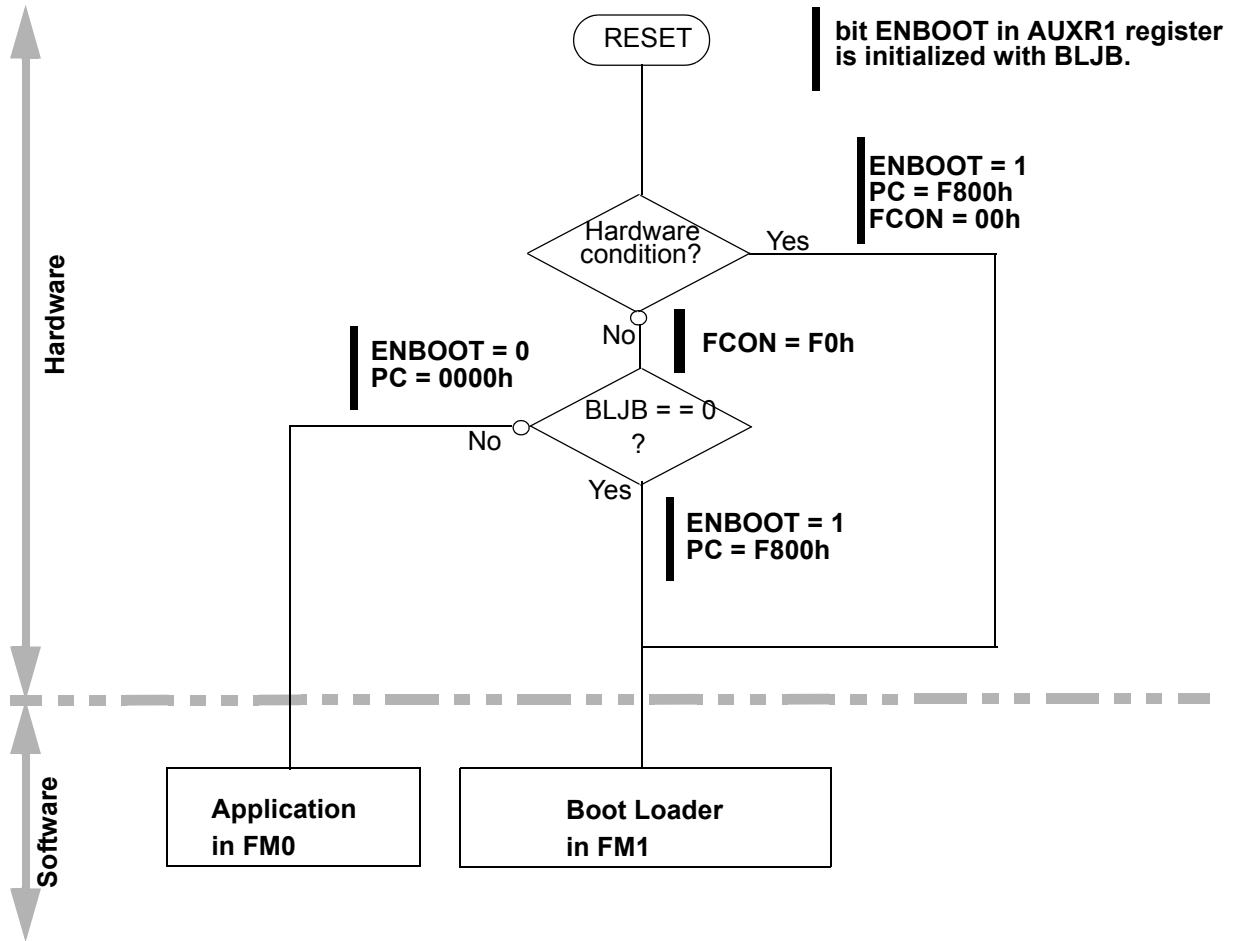 RESET
bit ENBOOT in AUXR1 register
is initialized with BLJB.
ENBOOT = 1
PC = F800h
FCON = 00h
Hardware
condition?
Yes
No
FCON = F0h
ENBOOT = 0
PC = 0000h
BLJB = = 0
?
No
Yes
ENBOOT = 1
PC = F800h
Hardware
Software
Application
in FM0
Boot Loader
in FM1